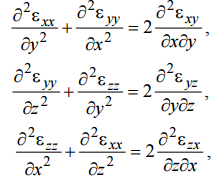 ∂²ε_xx/∂y² + ∂²ε_yy/∂x² = 2 ∂²ε_xy/∂x∂y ,
∂²ε_yy/∂z² + ∂²ε_zz/∂y² = 2 ∂²ε_yz/∂y∂z ,
∂²ε_zz/∂x² + ∂²ε_xx/∂z² = 2 ∂²ε_zx/∂z∂x ,